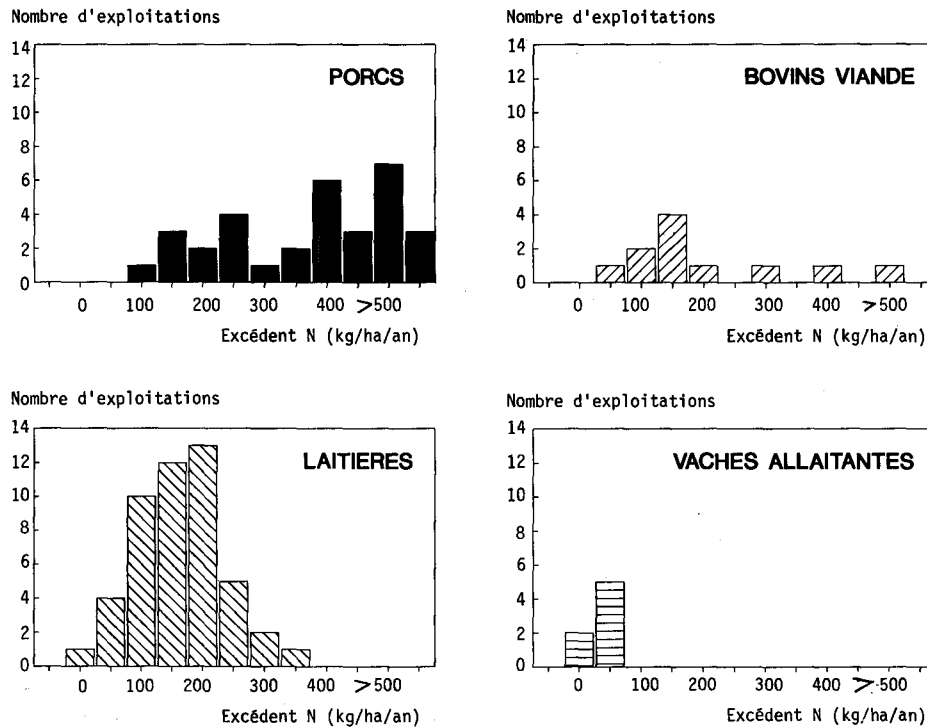 Nombre d'exploitations
14
PORCS
12
10
8
6
4
2
0
0 100 200 300 400 >500
Excédent N (kg/ha/an)
Nombre d'exploitations
14
BOVINS VIANDE
12
10
8
6
4
2
0
0 100 200 300 400 >500
Excédent N (kg/ha/an)
Nombre d'exploitations
14
LAITIERES
12
10
8
6
4
2
0
0 100 200 300 400 >500
Excédent N (kg/ha/an)
Nombre d'exploitations
14
VACHES ALLAITANTES
12
10
8
6
4
2
0
0 100 200 300 400 >500
Excédent N (kg/ha/an)